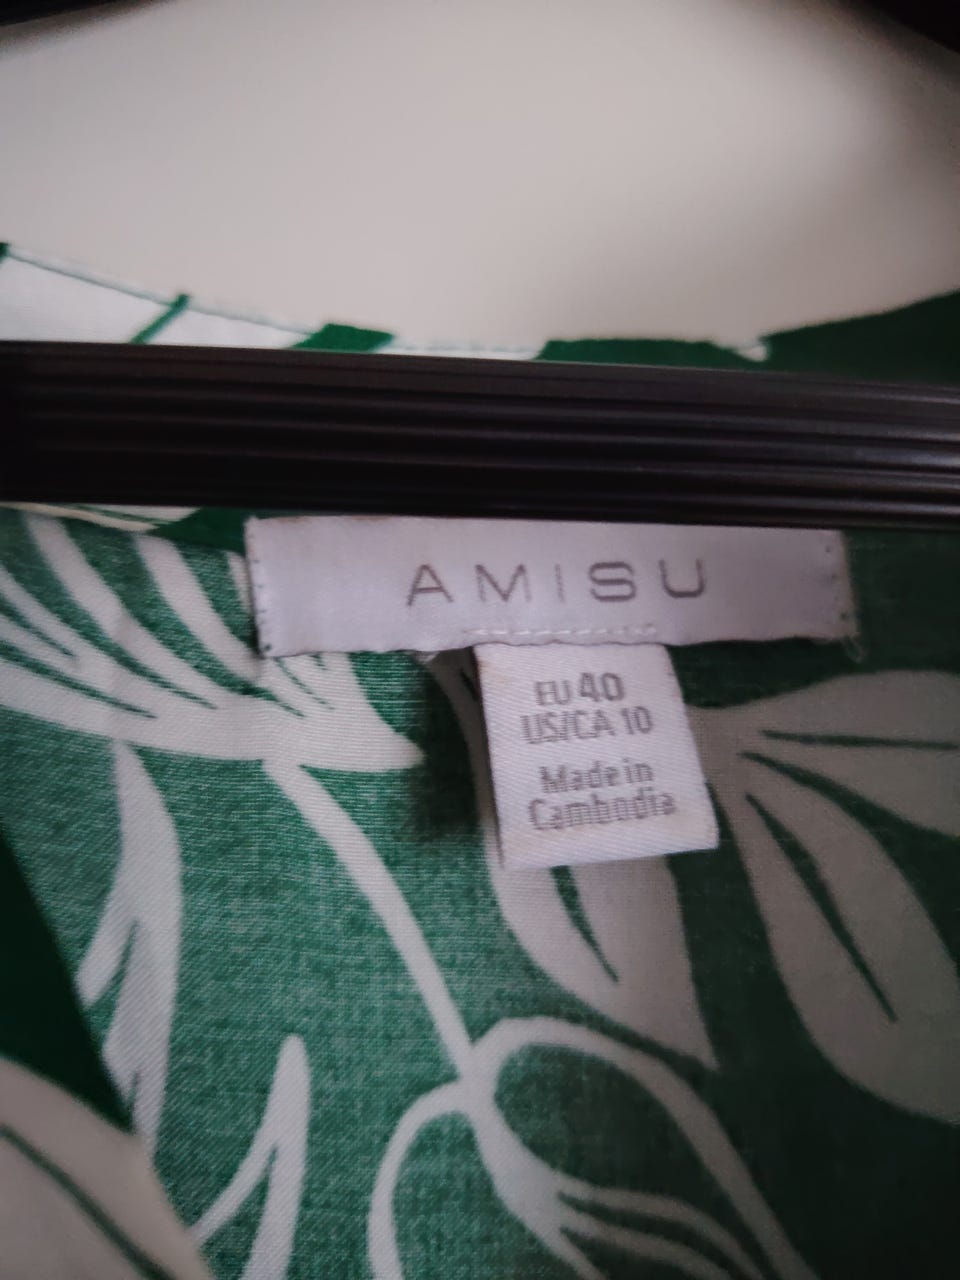 AMISU
EU 40
US/CA 10
Made in
Cambodia